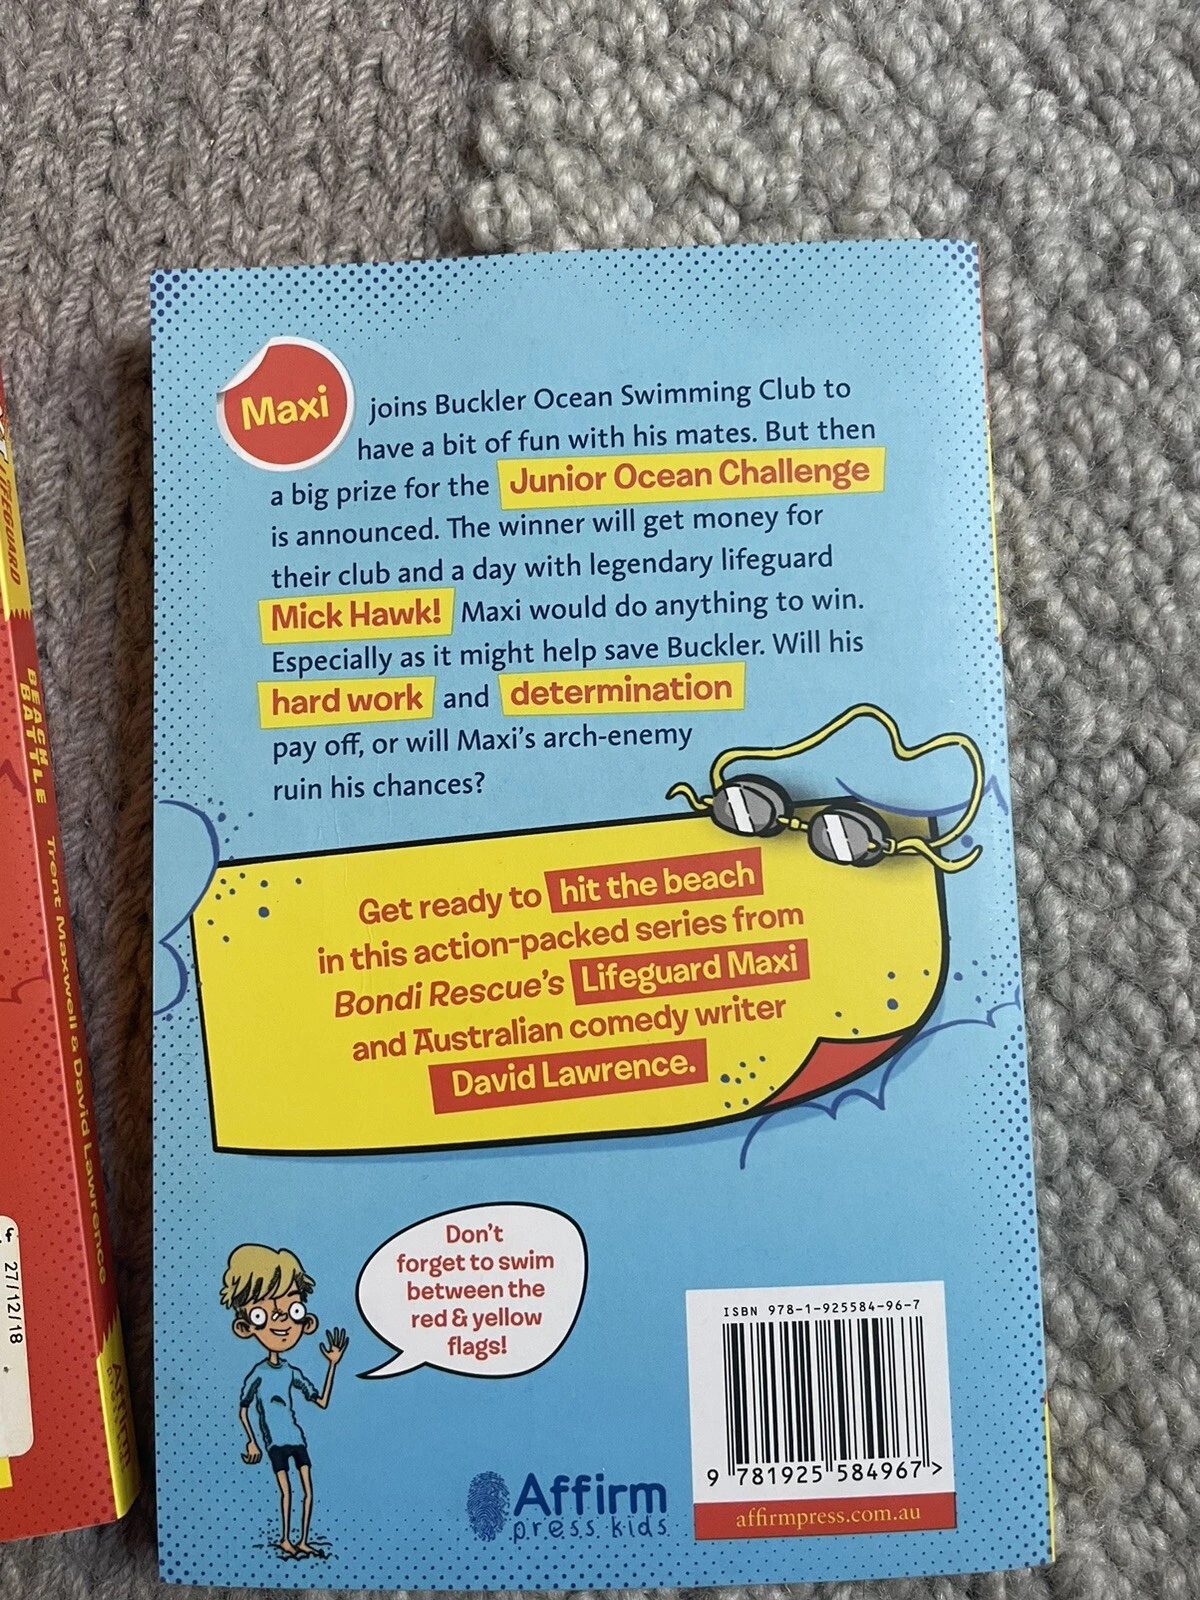 Maxi joins Buckler Ocean Swimming Club to
have a bit of fun with his mates. But then
a big prize for the Junior Ocean Challenge
is announced. The winner will get money for
their club and a day with legendary lifeguard
Mick Hawk! Maxi would do anything to win.
Especially as it might help save Buckler. Will his
hard work and determination
pay off, or will Maxi's arch-enemy
ruin his chances?
Get ready to hit the beach
in this action-packed series from
Bondi Rescue's Lifeguard Maxi
and Australian comedy writer
David Lawrence.
Don't
forget to swim
between the
red & yellow
flags!
ISBN 978-1-925584-96-7
9 781925 584967 >
affirmpress.com.au
Affirm
press kids
LIFEGUARD
BEACH
BATTLE
Trent Maxwell & David Lawrence
27/12/18